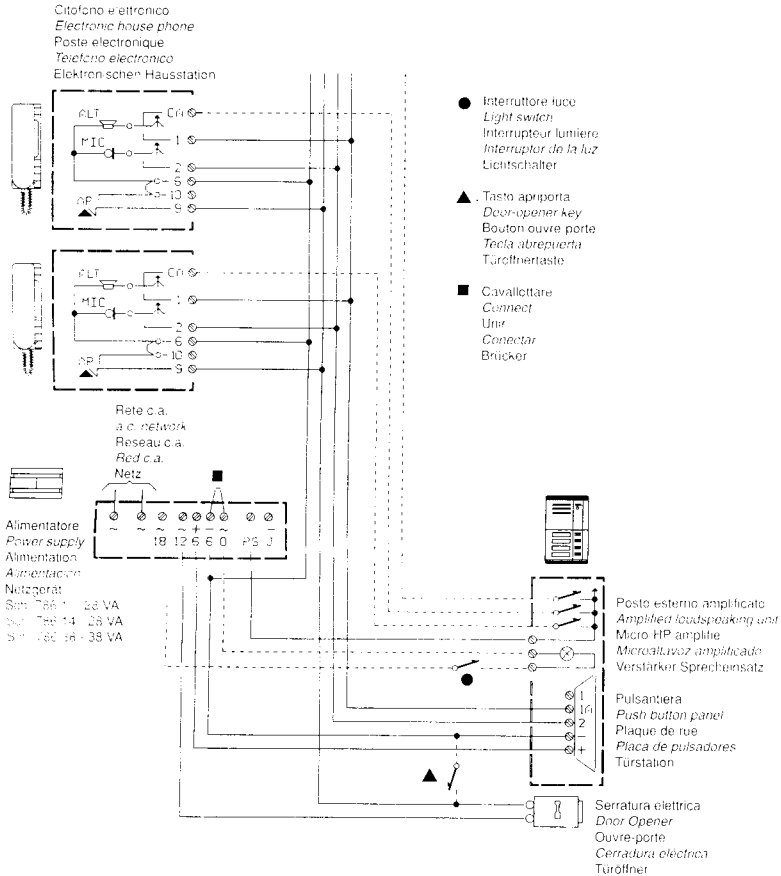 Citofono elettronico
Electronic house phone
Poste electronique
Telefono electronico
Elektronischen Hausstation
ALT
CA
MIC
1
2
6
10
AP
9
ALT
CA
MIC
1
2
6
10
AP
9
Interruttore luce
Light switch
Interrupteur lumiere
Interruptor de la luz
Lichtschalter
Tasto apriporta
Door-opener key
Bouton ouvre porte
Tecla abrepuerta
Türöffnertaste
Cavallottare
Connect
Unir
Conectar
Brücker
Rete c.a.
a.c. network
Reseau c.a.
Red c.a.
Netz
~ ~ ~ ~ + − ~ −
18 12 6 6 0 PS J
Alimentatore
Power supply
Alimentation
Alimentacion
Netzgerät
28 VA
28 VA
38 VA
Posto esterno amplificato
Amplified loudspeaking unit
Micro HP amplifie
Microaltavoz amplificado
Verstärker Sprecheinsatz
1
1A
2
−
+
Pulsantiera
Push button panel
Plaque de rue
Placa de pulsadores
Türstation
Serratura elettrica
Door Opener
Ouvre-porte
Cerradura eléctrica
Türöffner